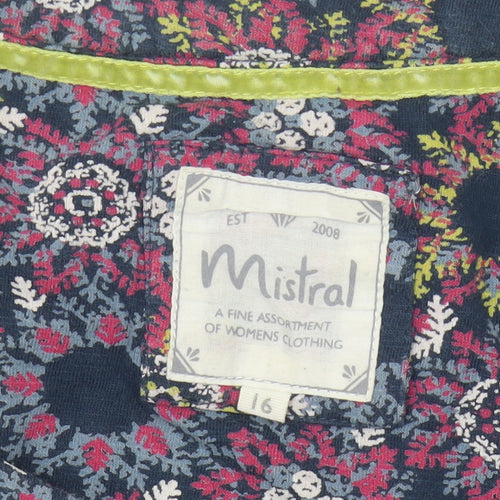 EST 2008
Mistral
A FINE ASSORTMENT
OF WOMENS CLOTHING
16